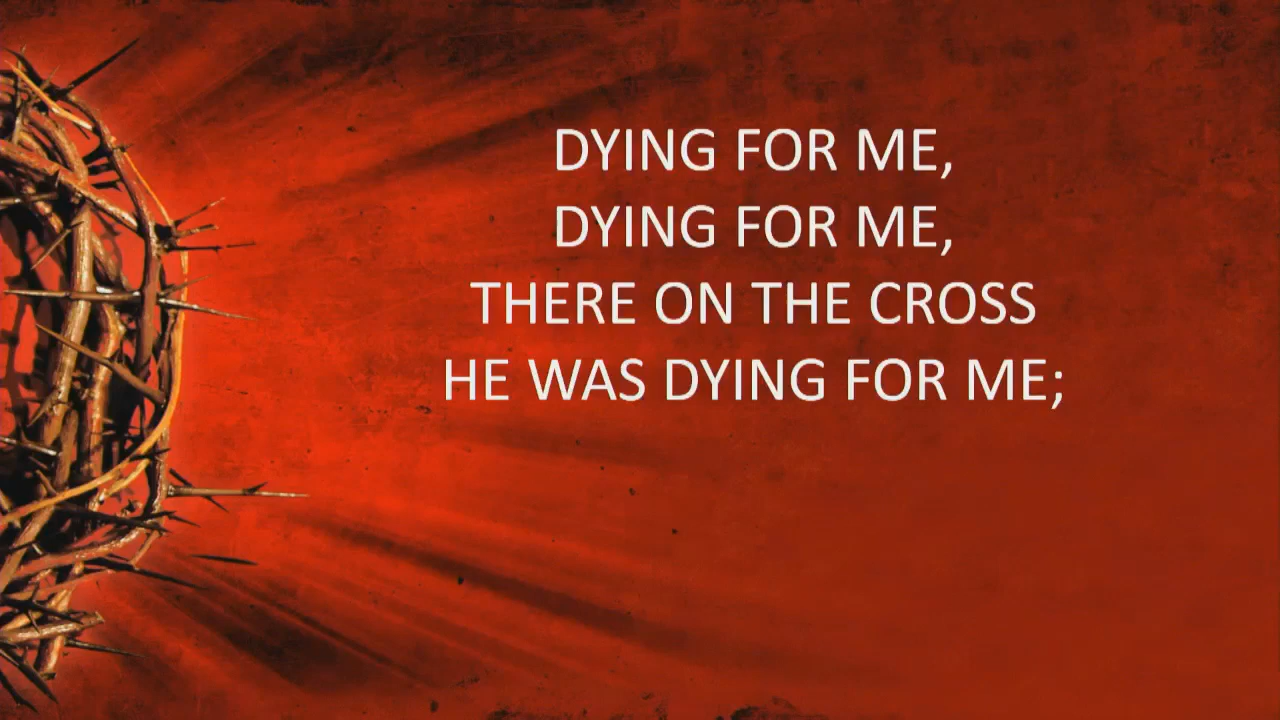 DYING FOR ME,
DYING FOR ME,
THERE ON THE CROSS
HE WAS DYING FOR ME;